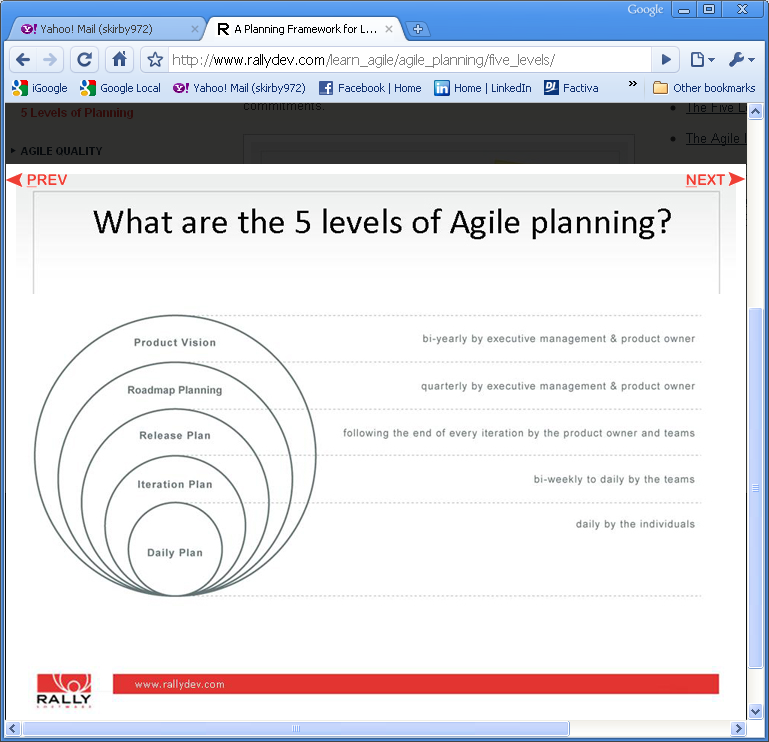 Google
Yahoo! Mail (skirby972)
A Planning Framework for L...
http://www.rallydev.com/learn_agile/agile_planning/five_levels/
iGoogle Google Local Yahoo! Mail (skirby972) Facebook | Home Home | LinkedIn Factiva » Other bookmarks
5 Levels of Planning
commitments.
The Five L
AGILE QUALITY
The Agile
PREV
NEXT
What are the 5 levels of Agile planning?
Product Vision
bi-yearly by executive management & product owner
Roadmap Planning
quarterly by executive management & product owner
Release Plan
following the end of every iteration by the product owner and teams
Iteration Plan
bi-weekly to daily by the teams
Daily Plan
daily by the individuals
RALLY
SOFTWARE
www.rallydev.com